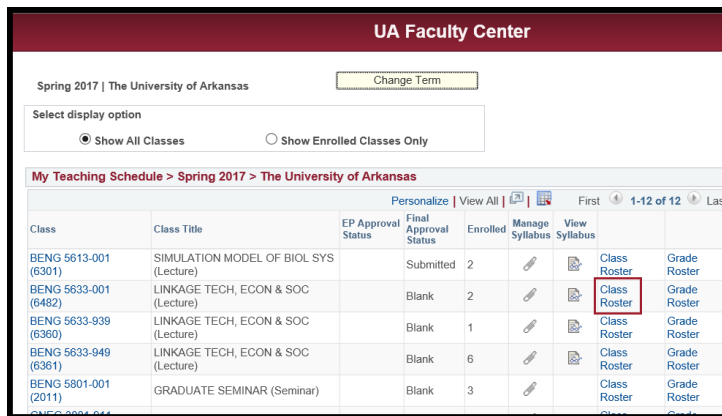 UA Faculty Center
Spring 2017 | The University of Arkansas
Change Term
Select display option
Show All Classes
Show Enrolled Classes Only
My Teaching Schedule > Spring 2017 > The University of Arkansas
Personalize | View All | | First 1-12 of 12 Las
Class Class Title EP Approval Status Final Approval Status Enrolled Manage Syllabus View Syllabus
BENG 5613-001 (6301) SIMULATION MODEL OF BIOL SYS (Lecture) Submitted 2 Class Roster Grade Roster
BENG 5633-001 (6482) LINKAGE TECH, ECON & SOC (Lecture) Blank 2 Class Roster Grade Roster
BENG 5633-939 (6360) LINKAGE TECH, ECON & SOC (Lecture) Blank 1 Class Roster Grade Roster
BENG 5633-949 (6361) LINKAGE TECH, ECON & SOC (Lecture) Blank 6 Class Roster Grade Roster
BENG 5801-001 (2011) GRADUATE SEMINAR (Seminar) Blank 3 Class Roster Grade Roster